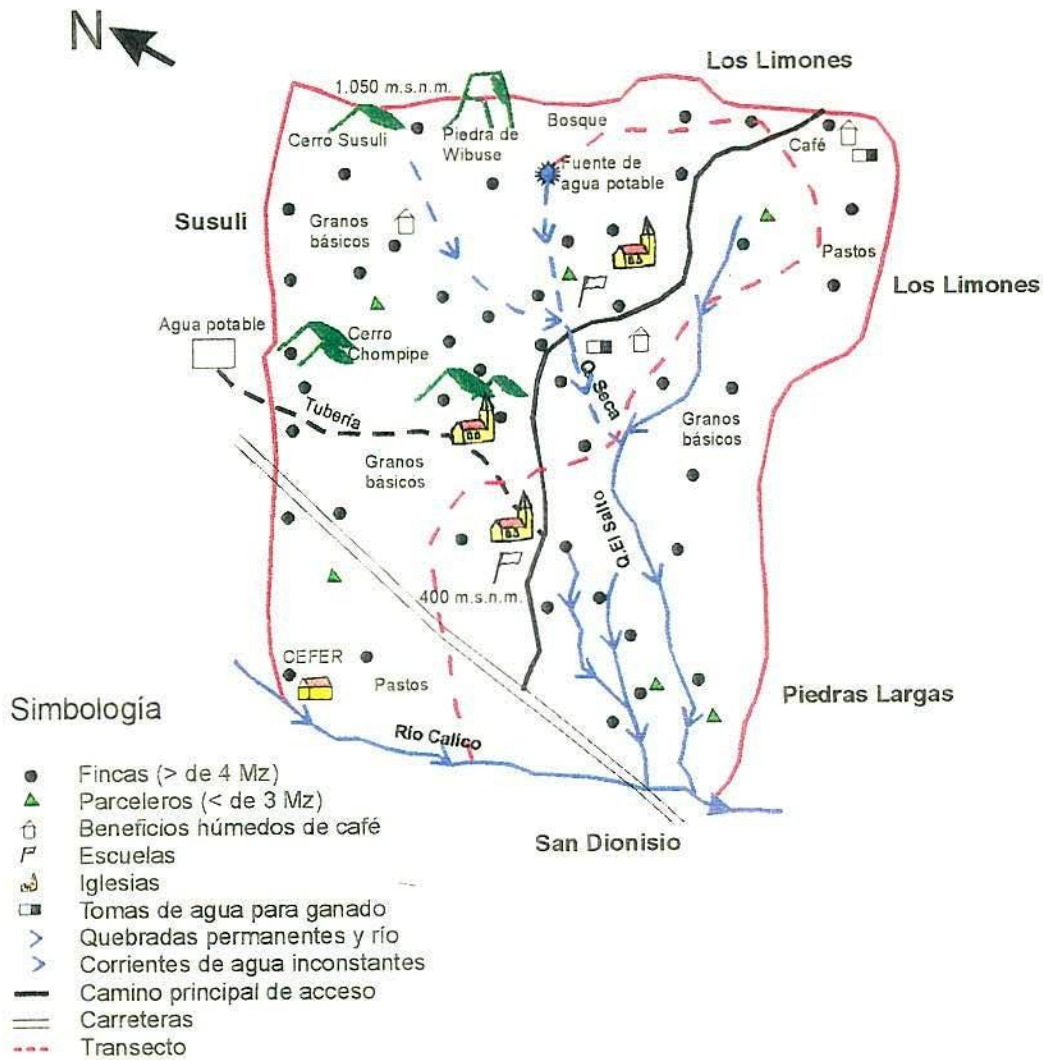 N
Los Limones
1.050 m.s.n.m.
Cerro Susuli
Piedra de
Wibuse
Bosque
Café
Fuente de
agua potable
Susuli
Granos
básicos
Pastos
Los Limones
Agua potable
Cerro
Chompipe
Q. Seca
Tubería
Granos
básicos
Granos
básicos
Q.El Salto
400 m.s.n.m.
CEFER
Pastos
Piedras Largas
Río Calico
San Dionisio
Simbología
Fincas (> de 4 Mz)
Parceleros (< de 3 Mz)
Beneficios húmedos de café
Escuelas
Iglesias
Tomas de agua para ganado
Quebradas permanentes y río
Corrientes de agua inconstantes
Camino principal de acceso
Carreteras
Transecto